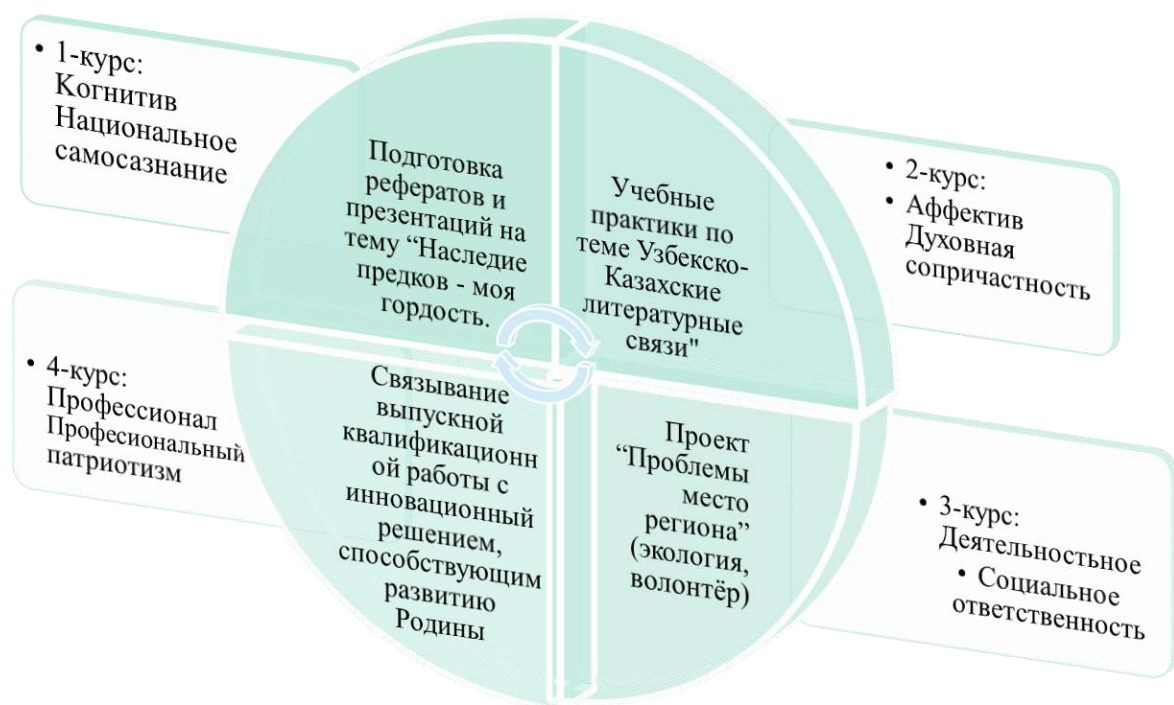 • 1-курс:
Когнитив
Национальное
самосазнание
Подготовка
рефератов и
презентаций на
тему “Наследие
предков - моя
гордость.
Учебные
практики по
теме Узбекско-
Казахские
литературные
связи"
• 2-курс:
• Аффектив
Духовная
сопричастность
• 4-курс:
Профессионал
Професиональный
патриотизм
Связывание
выпускной
квалификационн
ой работы с
инновационный
решением,
способствующим
развитию
Родины
Проект
“Проблемы
место
региона”
(экология,
волонтёр)
• 3-курс:
Деятельностьное
• Социальное
ответственность